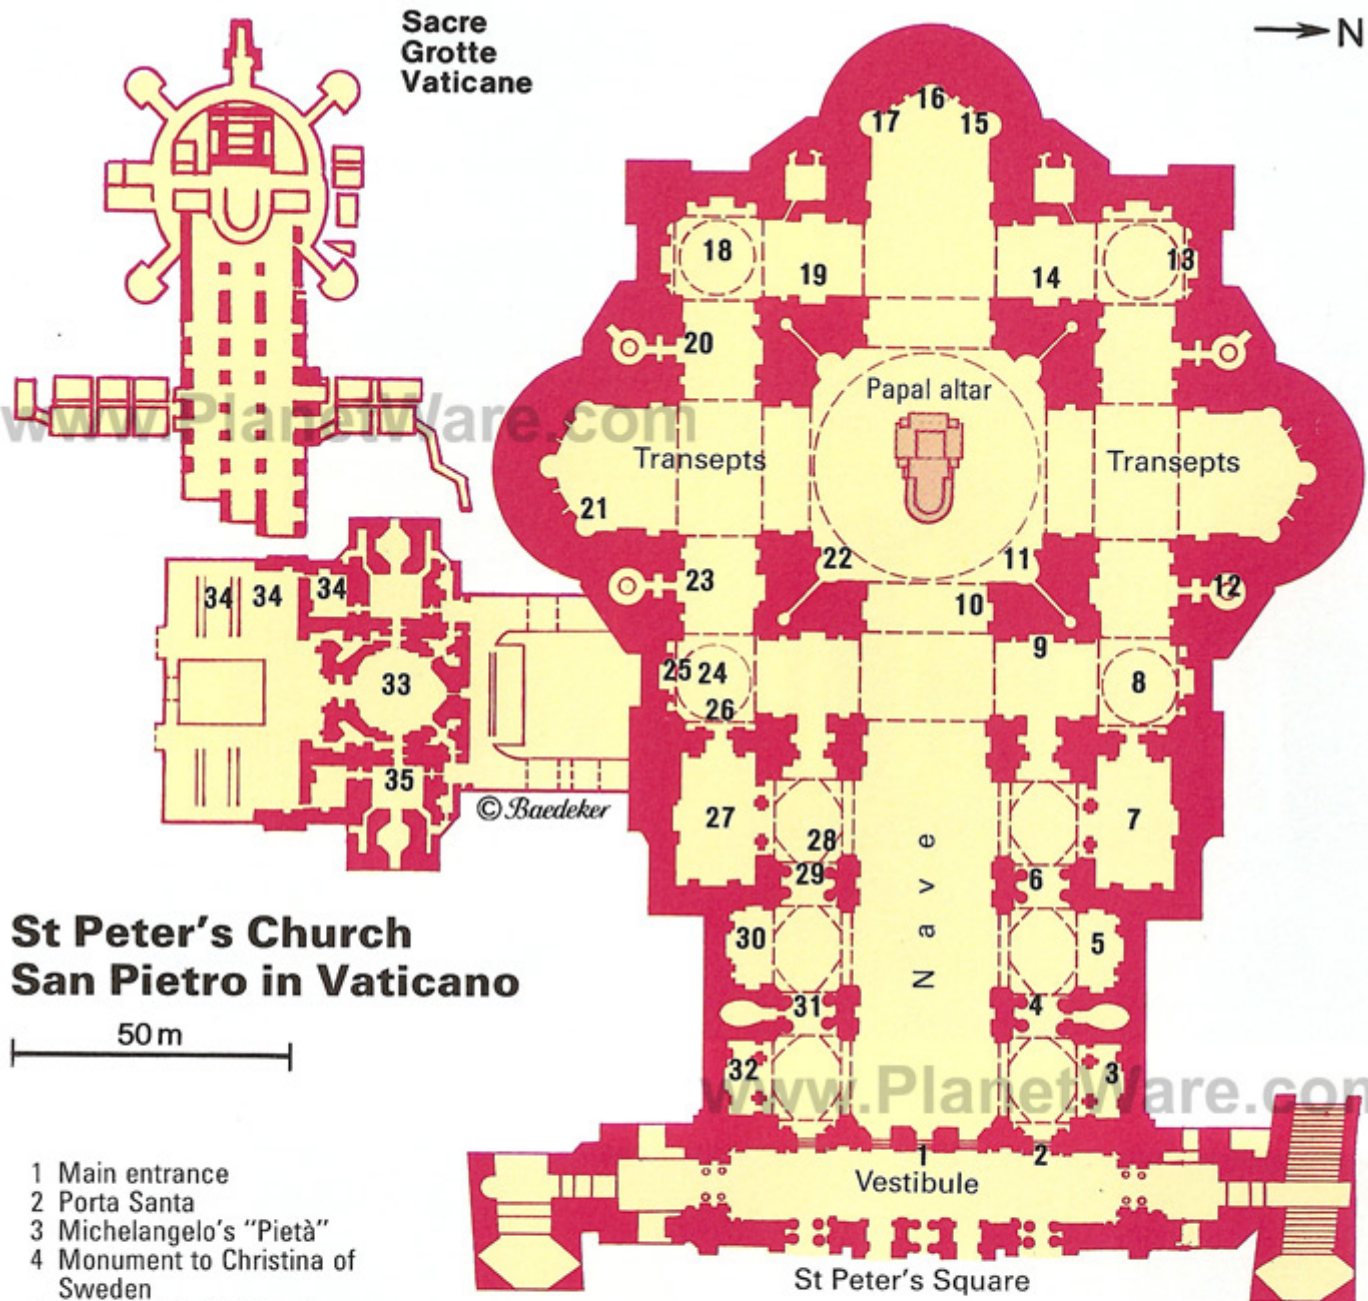 Sacre
Grotte
Vaticane
N
16
17
15
18
13
19
14
20
Papal altar
www.PlanetWare.com
Transepts
Transepts
21
22
11
34
34
34
23
12
10
9
25
24
33
8
26
35
© Baedeker
27
7
28
Nave
29
6
St Peter's Church
San Pietro in Vaticano
30
5
31
4
50 m
32
3
www.PlanetWare.com
1
2
Vestibule
St Peter's Square
1 Main entrance
2 Porta Santa
3 Michelangelo's "Pietà"
4 Monument to Christina of
Sweden